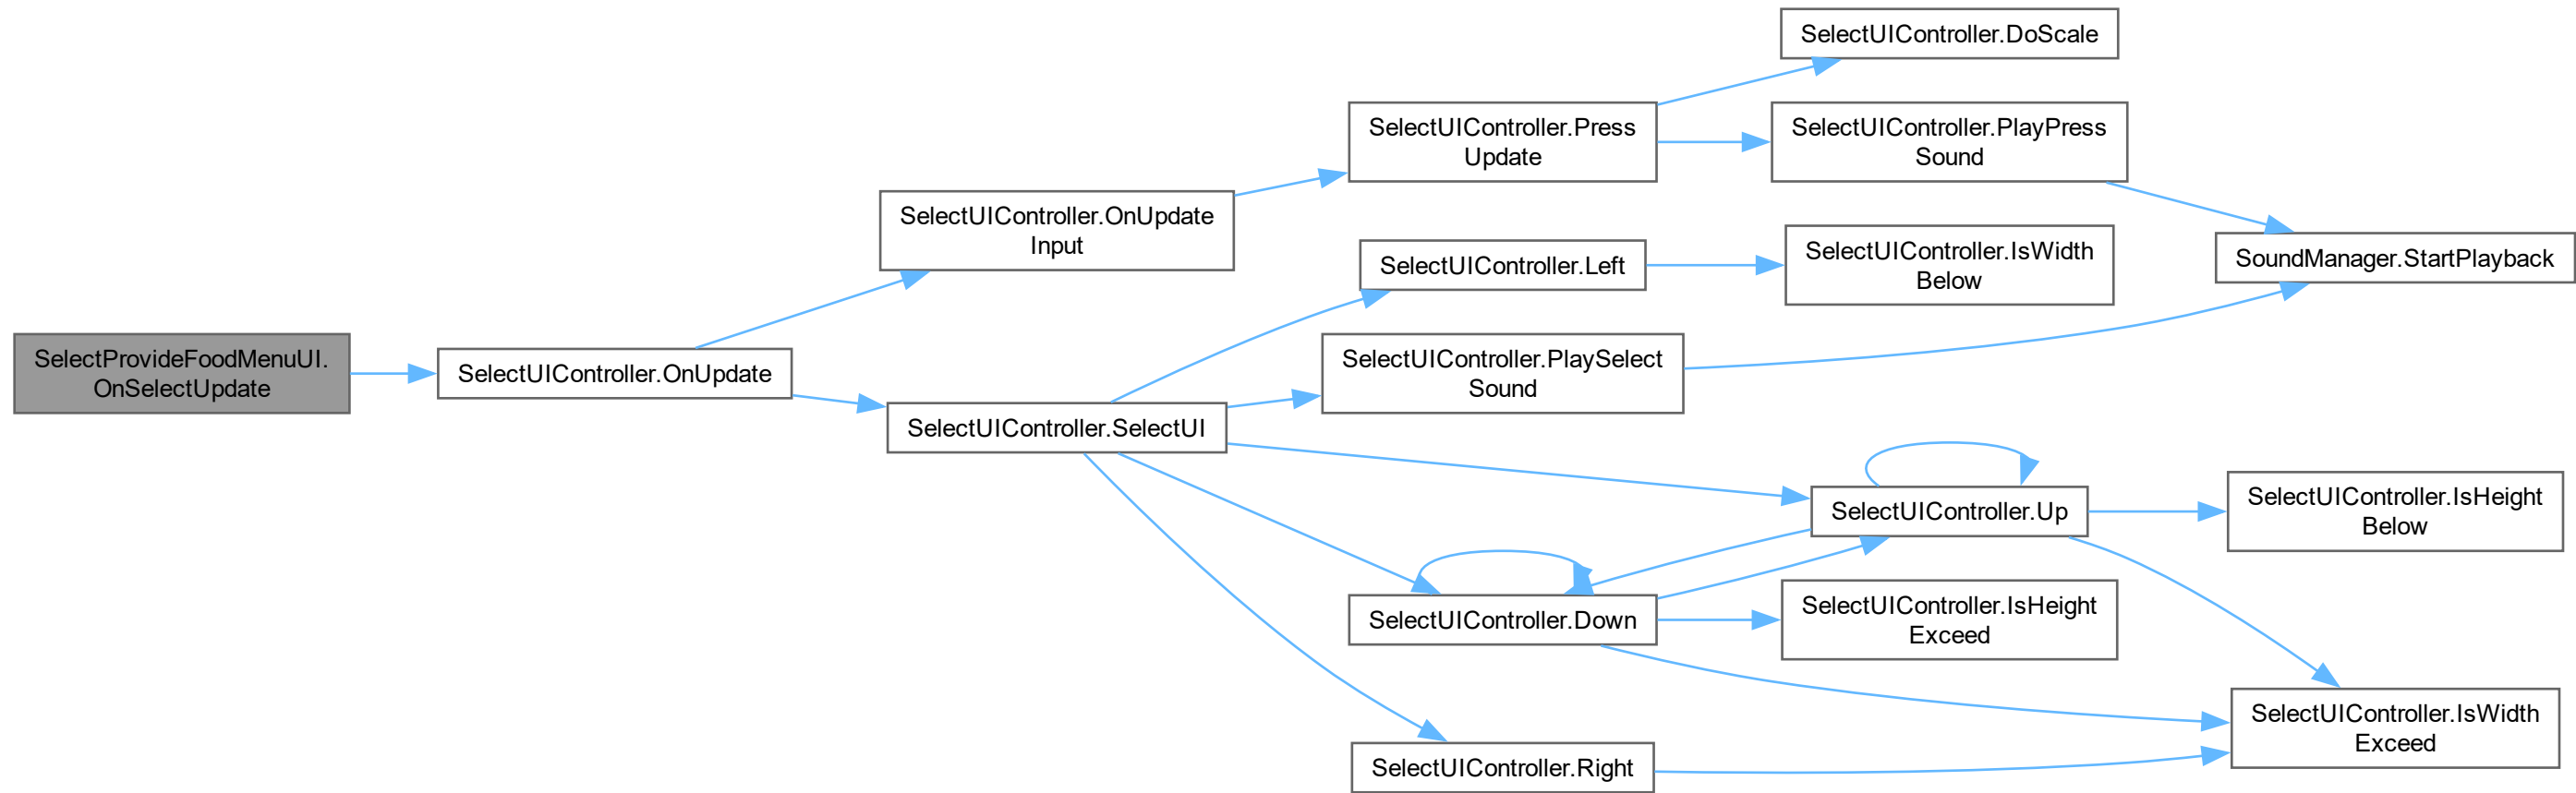 SelectProvideFoodMenuUI.
OnSelectUpdate
SelectUIController.OnUpdate
SelectUIController.OnUpdate
Input
SelectUIController.SelectUI
SelectUIController.Press
Update
SelectUIController.Left
SelectUIController.PlaySelect
Sound
SelectUIController.Down
SelectUIController.Right
SelectUIController.DoScale
SelectUIController.PlayPress
Sound
SelectUIController.IsWidth
Below
SelectUIController.Up
SelectUIController.IsHeight
Exceed
SoundManager.StartPlayback
SelectUIController.IsHeight
Below
SelectUIController.IsWidth
Exceed